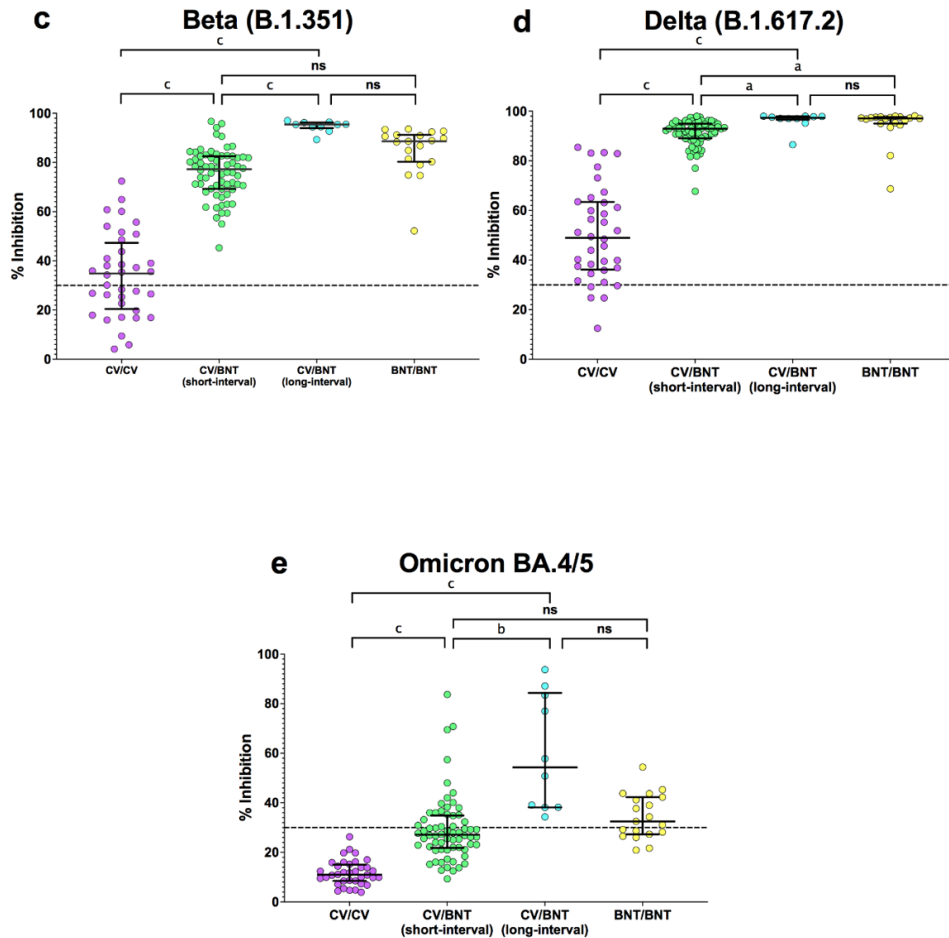 c Beta (B.1.351)
c
ns
c c ns
% Inhibition
100
80
60
40
20
0
CV/CV CV/BNT CV/BNT BNT/BNT
(short-interval) (long-interval)
d Delta (B.1.617.2)
c
a
c a ns
% Inhibition
100
80
60
40
20
0
CV/CV CV/BNT CV/BNT BNT/BNT
(short-interval) (long-interval)
e Omicron BA.4/5
c
ns
c b ns
% Inhibition
100
80
60
40
20
0
CV/CV CV/BNT CV/BNT BNT/BNT
(short-interval) (long-interval)